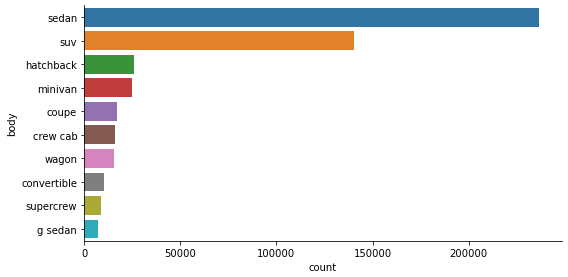 sedan
suv
hatchback
minivan
coupe
crew cab
wagon
convertible
supercrew
g sedan
body
0 50000 100000 150000 200000
count